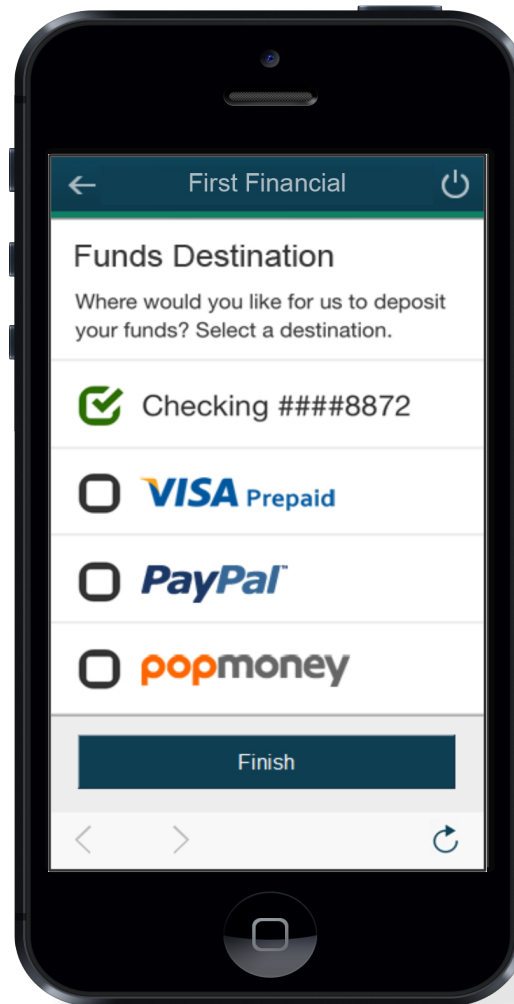 First Financial
Funds Destination
Where would you like for us to deposit
your funds? Select a destination.
Checking ####8872
VISA Prepaid
PayPal™
popmoney
Finish